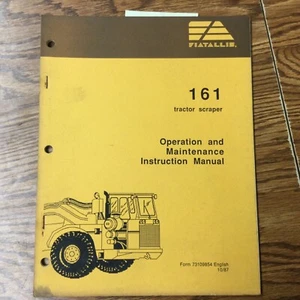 FIATALLIS
161
tractor scraper
Operation and
Maintenance
Instruction Manual
Form 73109854 English
10/87